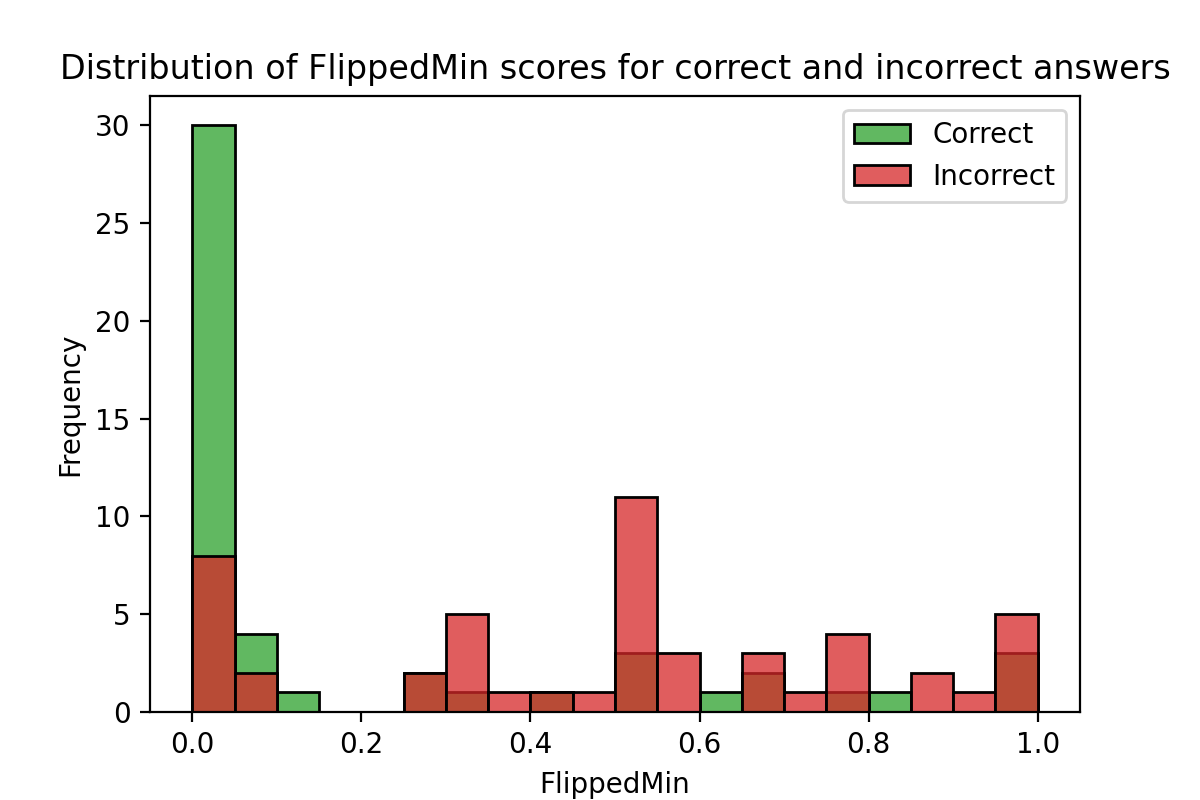 Distribution of FlippedMin scores for correct and incorrect answers
Correct
Incorrect
30
25
20
15
10
5
0
Frequency
0.0 0.2 0.4 0.6 0.8 1.0
FlippedMin